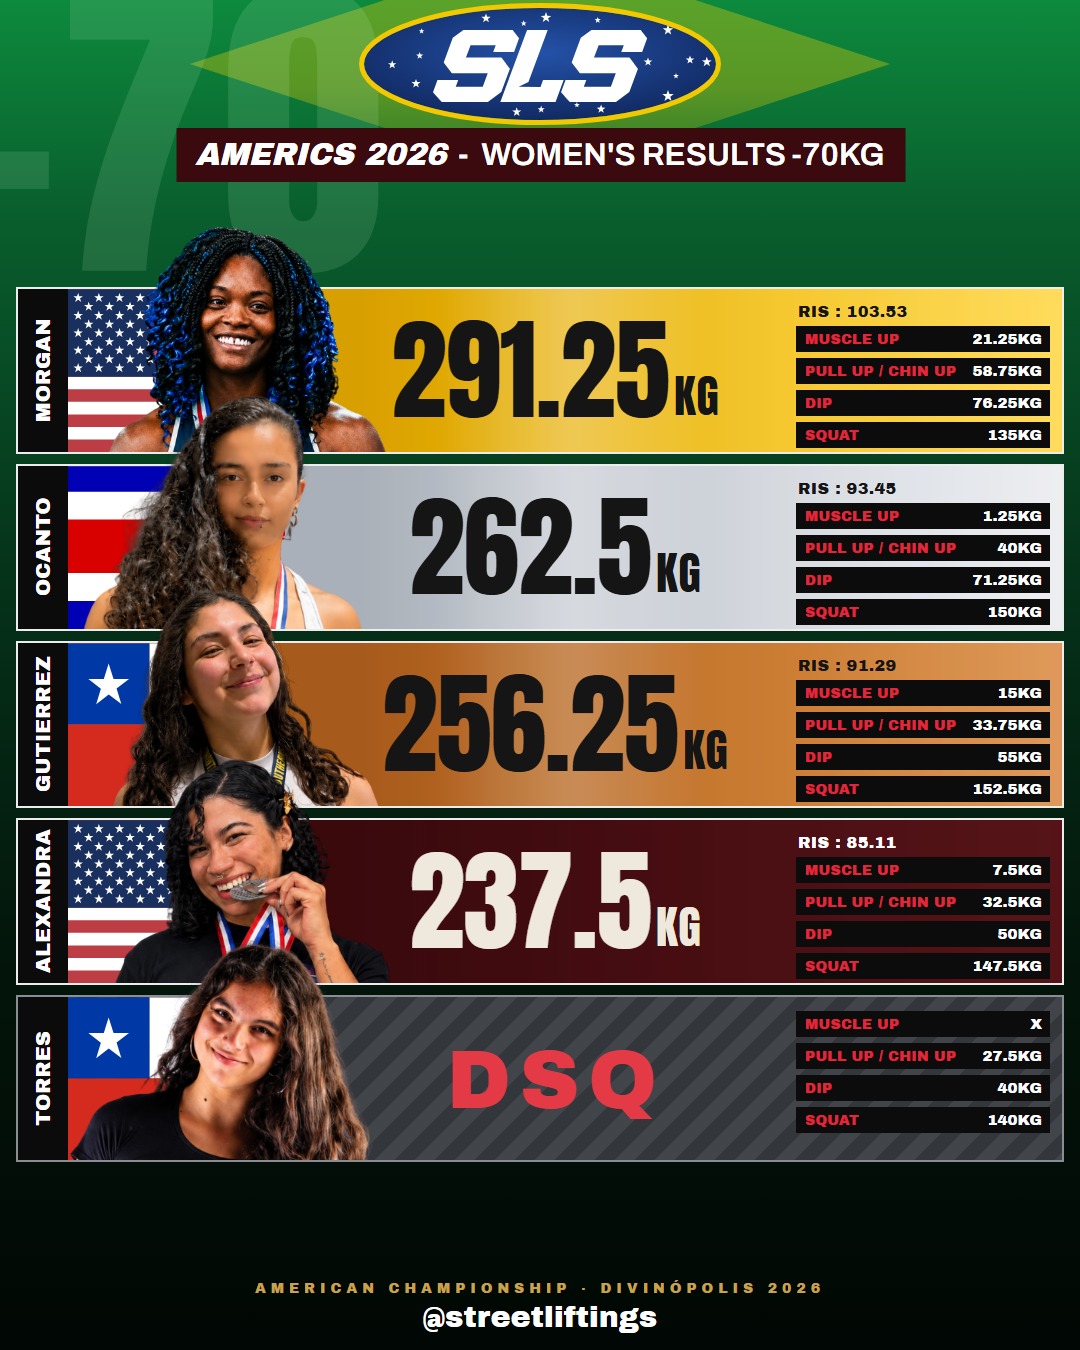 -70
SLS
AMERICS 2026 - WOMEN'S RESULTS -70KG
MORGAN
291.25KG
RIS : 103.53
MUSCLE UP 21.25KG
PULL UP / CHIN UP 58.75KG
DIP 76.25KG
SQUAT 135KG
OCANTO
262.5KG
RIS : 93.45
MUSCLE UP 1.25KG
PULL UP / CHIN UP 40KG
DIP 71.25KG
SQUAT 150KG
GUTIERREZ
256.25KG
RIS : 91.29
MUSCLE UP 15KG
PULL UP / CHIN UP 33.75KG
DIP 55KG
SQUAT 152.5KG
ALEXANDRA
237.5KG
RIS : 85.11
MUSCLE UP 7.5KG
PULL UP / CHIN UP 32.5KG
DIP 50KG
SQUAT 147.5KG
TORRES
DSQ
MUSCLE UP X
PULL UP / CHIN UP 27.5KG
DIP 40KG
SQUAT 140KG
AMERICAN CHAMPIONSHIP · DIVINÓPOLIS 2026
@streetliftings